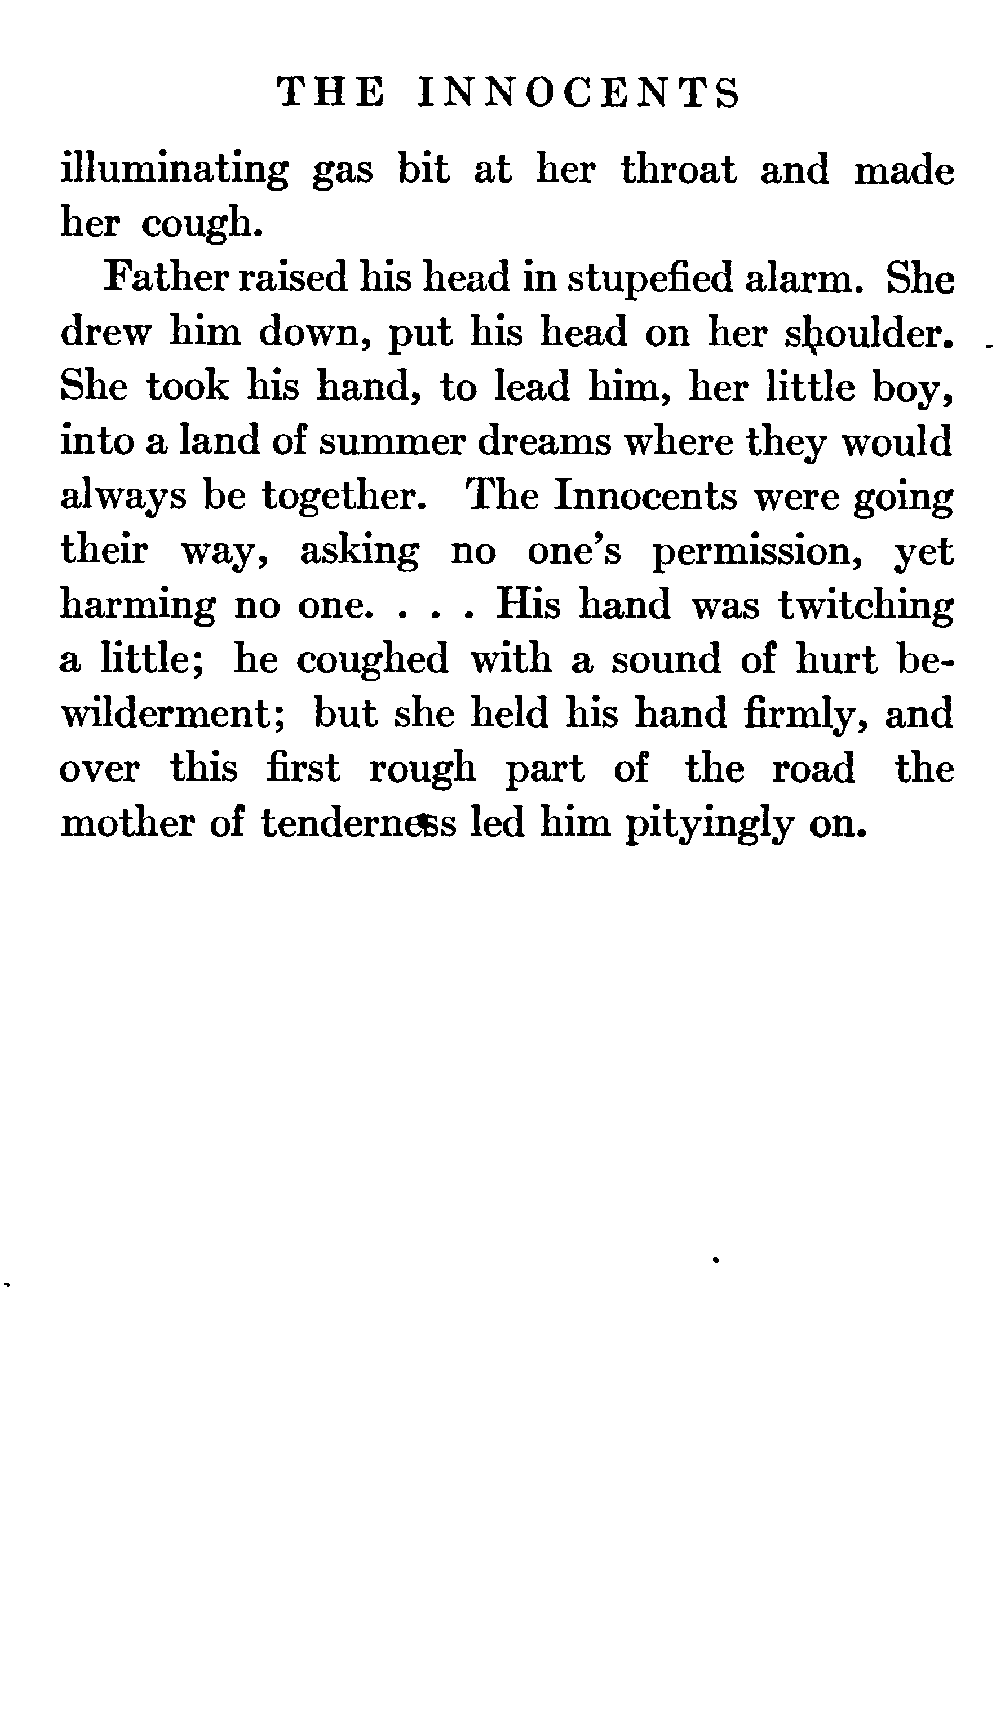 THE INNOCENTS
illuminating gas bit at her throat and made
her cough.
Father raised his head in stupefied alarm. She
drew him down, put his head on her shoulder.
She took his hand, to lead him, her little boy,
into a land of summer dreams where they would
always be together. The Innocents were going
their way, asking no one's permission, yet
harming no one. . . . His hand was twitching
a little; he coughed with a sound of hurt be-
wilderment; but she held his hand firmly, and
over this first rough part of the road the
mother of tenderness led him pityingly on.